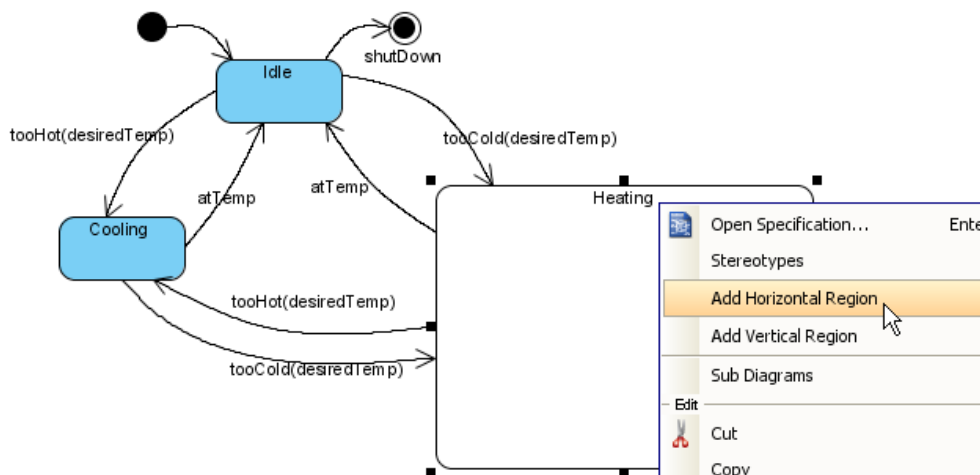 shutDown
Idle
tooHot(desiredTemp)
tooCold(desiredTemp)
atTemp
atTemp
Heating
Cooling
tooHot(desiredTemp)
tooCold(desiredTemp)
Open Specification... Ente
Stereotypes
Add Horizontal Region
Add Vertical Region
Sub Diagrams
Edit
Cut
Copy